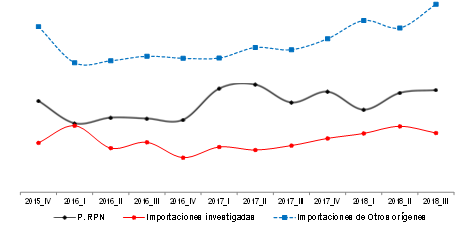 2015_IV 2016_I 2016_II 2016_III 2016_IV 2017_I 2017_II 2017_III 2017_IV 2018_I 2018_II 2018_III
P. RPN Importaciones investigadas Importaciones de Otros orígenes